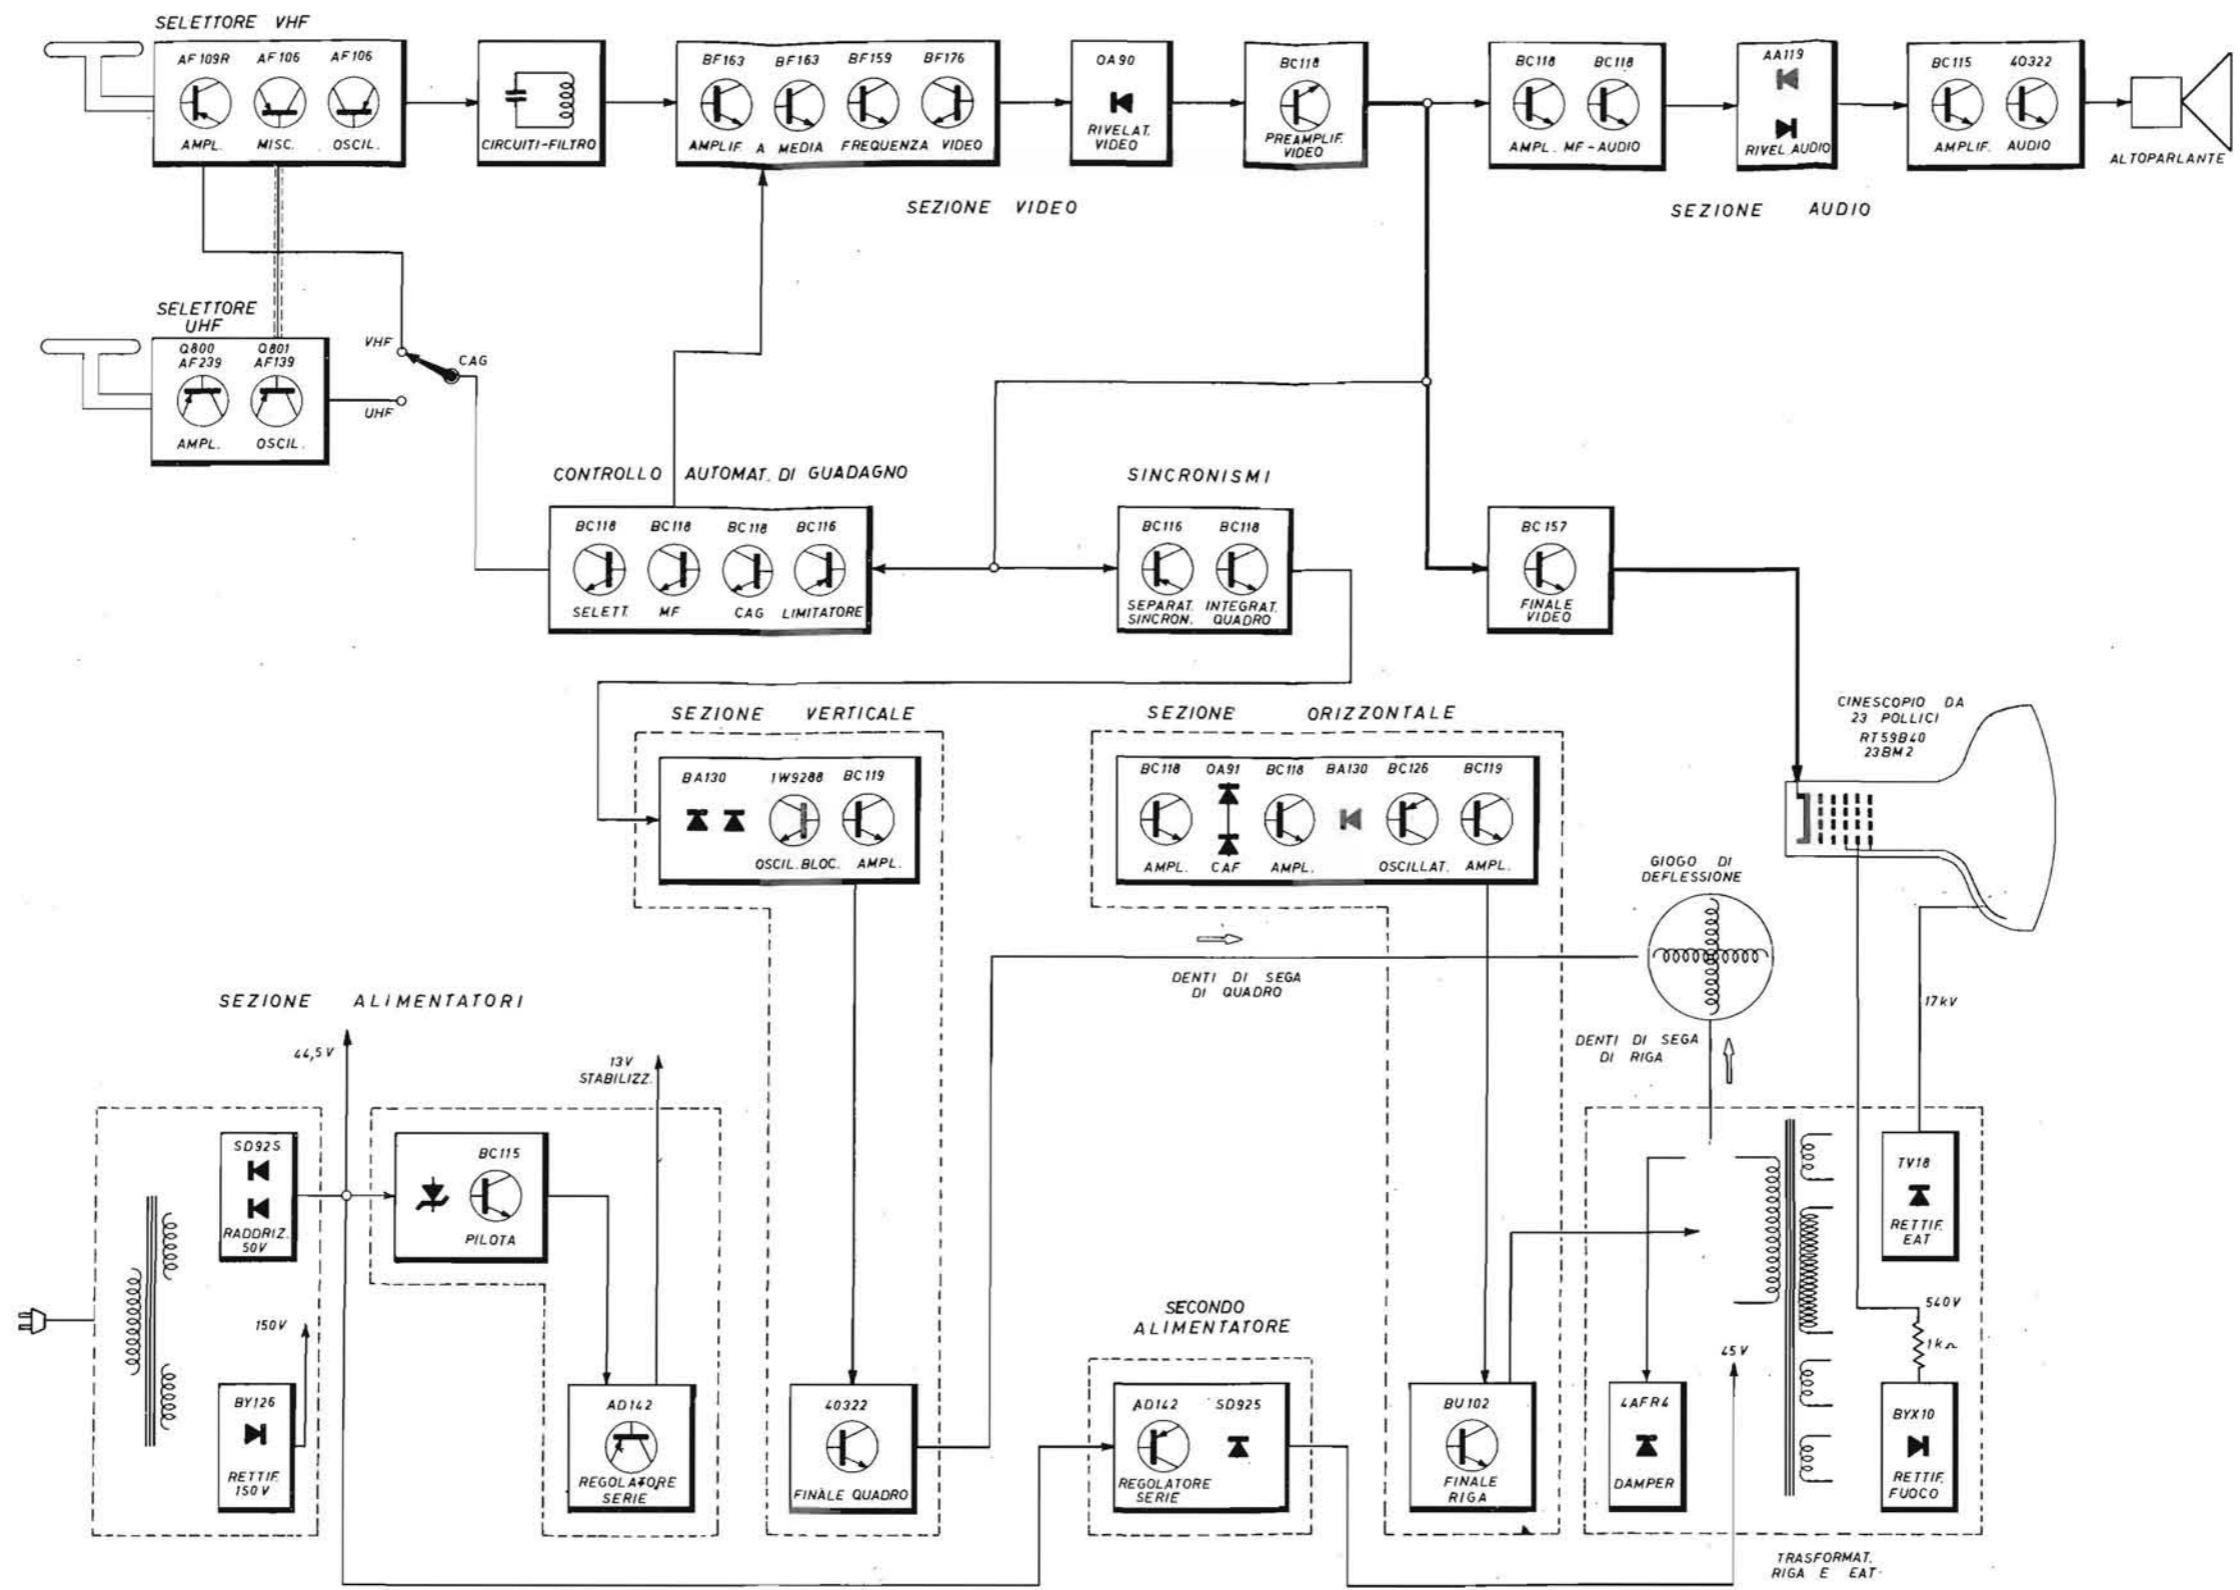 SELETTORE VHF
AF109R AF106 AF106
AMPL. MISC. OSCIL.
CIRCUITI-FILTRO
BF163 BF163 BF159 BF176
AMPLIF. A MEDIA FREQUENZA VIDEO
OA90
RIVELAT.
VIDEO
BC118
PREAMPLIF.
VIDEO
BC118 BC118
AMPL. MF-AUDIO
AA119
RIVEL.AUDIO
BC115 40322
AMPLIF. AUDIO
ALTOPARLANTE
SEZIONE VIDEO
SEZIONE AUDIO
SELETTORE
UHF
Q800 Q801
AF239 AF139
AMPL. OSCIL.
VHF
CAG
UHF
CONTROLLO AUTOMAT. DI GUADAGNO
BC118 BC118 BC118 BC116
SELETT. MF CAG LIMITATORE
SINCRONISMI
BC116 BC118
SEPARAT. INTEGRAT.
SINCRON. QUADRO
BC157
FINALE
VIDEO
CINESCOPIO DA
23 POLLICI
RT59B40
23BM2
SEZIONE VERTICALE
BA130 1W9288 BC119
OSCIL.BLOC. AMPL.
SEZIONE ORIZZONTALE
BC118 OA91 BC118 BA130 BC126 BC119
AMPL. CAF AMPL. OSCILLAT. AMPL.
GIOGO DI
DEFLESSIONE
DENTI DI SEGA
DI QUADRO
17kV
DENTI DI SEGA
DI RIGA
SEZIONE ALIMENTATORI
44,5V
13V
STABILIZZ.
SD925
RADDRIZ.
50V
BC115
PILOTA
150V
BY126
RETTIF.
150V
AD142
REGOLATORE
SERIE
40322
FINALE QUADRO
SECONDO
ALIMENTATORE
AD142 SD925
REGOLATORE
SERIE
BU102
FINALE
RIGA
4AFR4
DAMPER
45V
TV18
RETTIF.
EAT
540V
1kΩ
BYX10
RETTIF.
FUOCO
TRASFORMAT.
RIGA E EAT